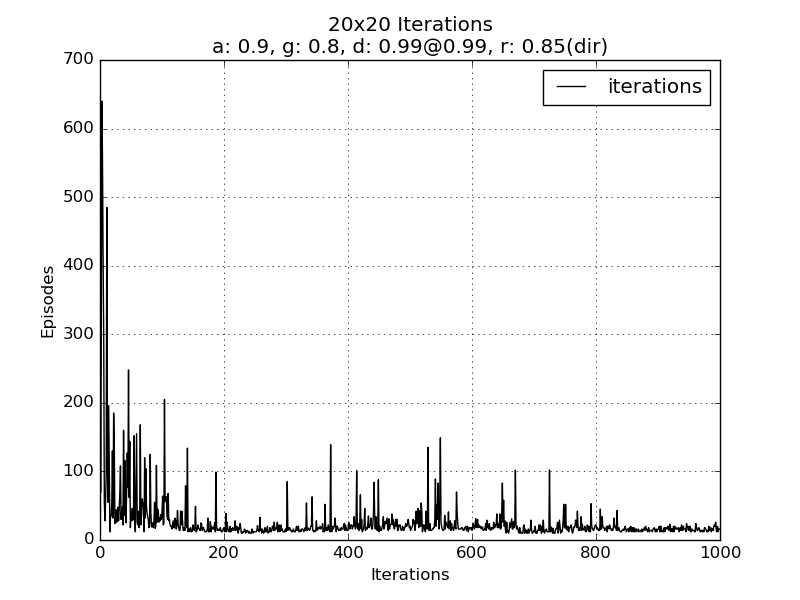 20x20 Iterations
a: 0.9, g: 0.8, d: 0.99@0.99, r: 0.85(dir)
iterations
700
600
500
400
300
200
100
0
Episodes
0 200 400 600 800 1000
Iterations